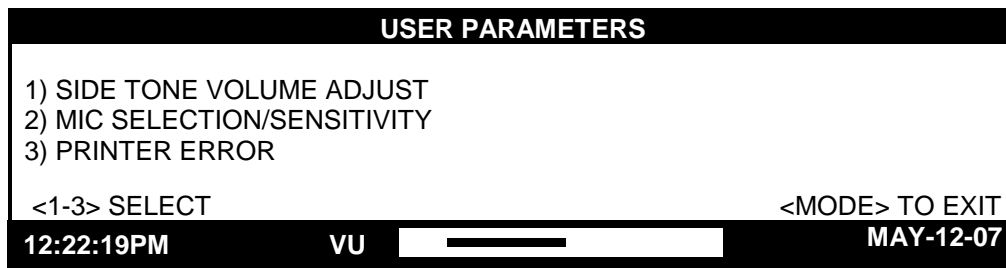 USER PARAMETERS
1) SIDE TONE VOLUME ADJUST
2) MIC SELECTION/SENSITIVITY
3) PRINTER ERROR
<1-3> SELECT <MODE> TO EXIT
12:22:19PM VU MAY-12-07